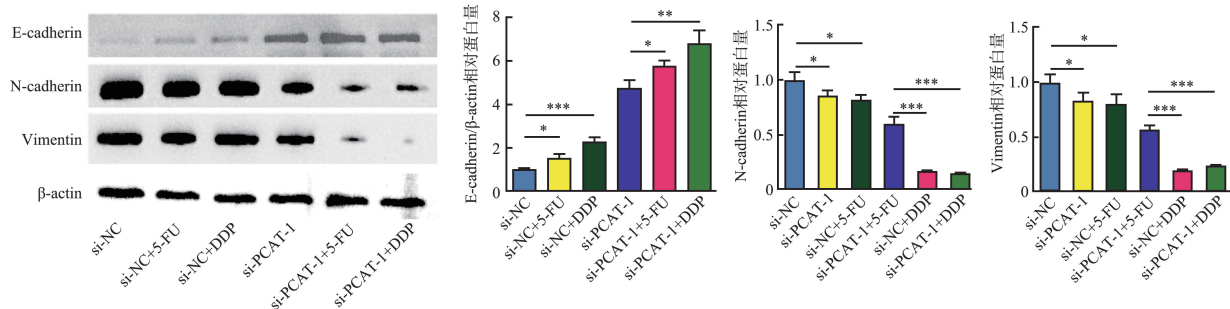 E-cadherin
N-cadherin
Vimentin
β-actin
si-NC
si-NC+5-FU
si-NC+DDP
si-PCAT-1
si-PCAT-1+5-FU
si-PCAT-1+DDP
E-cadherin/β-actin相对蛋白量
8
6
4
2
0
*
***
*
**
si-NC
si-NC+5-FU
si-NC+DDP
si-PCAT-1
si-PCAT-1+5-FU
si-PCAT-1+DDP
N-cadherin相对蛋白量
1.5
1.0
0.5
0
*
*
***
***
si-NC
si-PCAT-1
si-NC+5-FU
si-PCAT-1+5-FU
si-NC+DDP
si-PCAT-1+DDP
Vimentin相对蛋白量
1.5
1.0
0.5
0
*
*
***
***
si-NC
si-PCAT-1
si-NC+5-FU
si-PCAT-1+5-FU
si-NC+DDP
si-PCAT-1+DDP